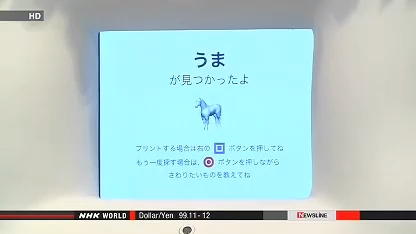 HD
うま
が見つかったよ
プリントする場合は右の ボタンを押してね
もう一度探す場合は、 ボタンを押しながら
さわりたいものを教えてね
NHK WORLD Dollar/Yen 99.11 - 12 NEWSLINE